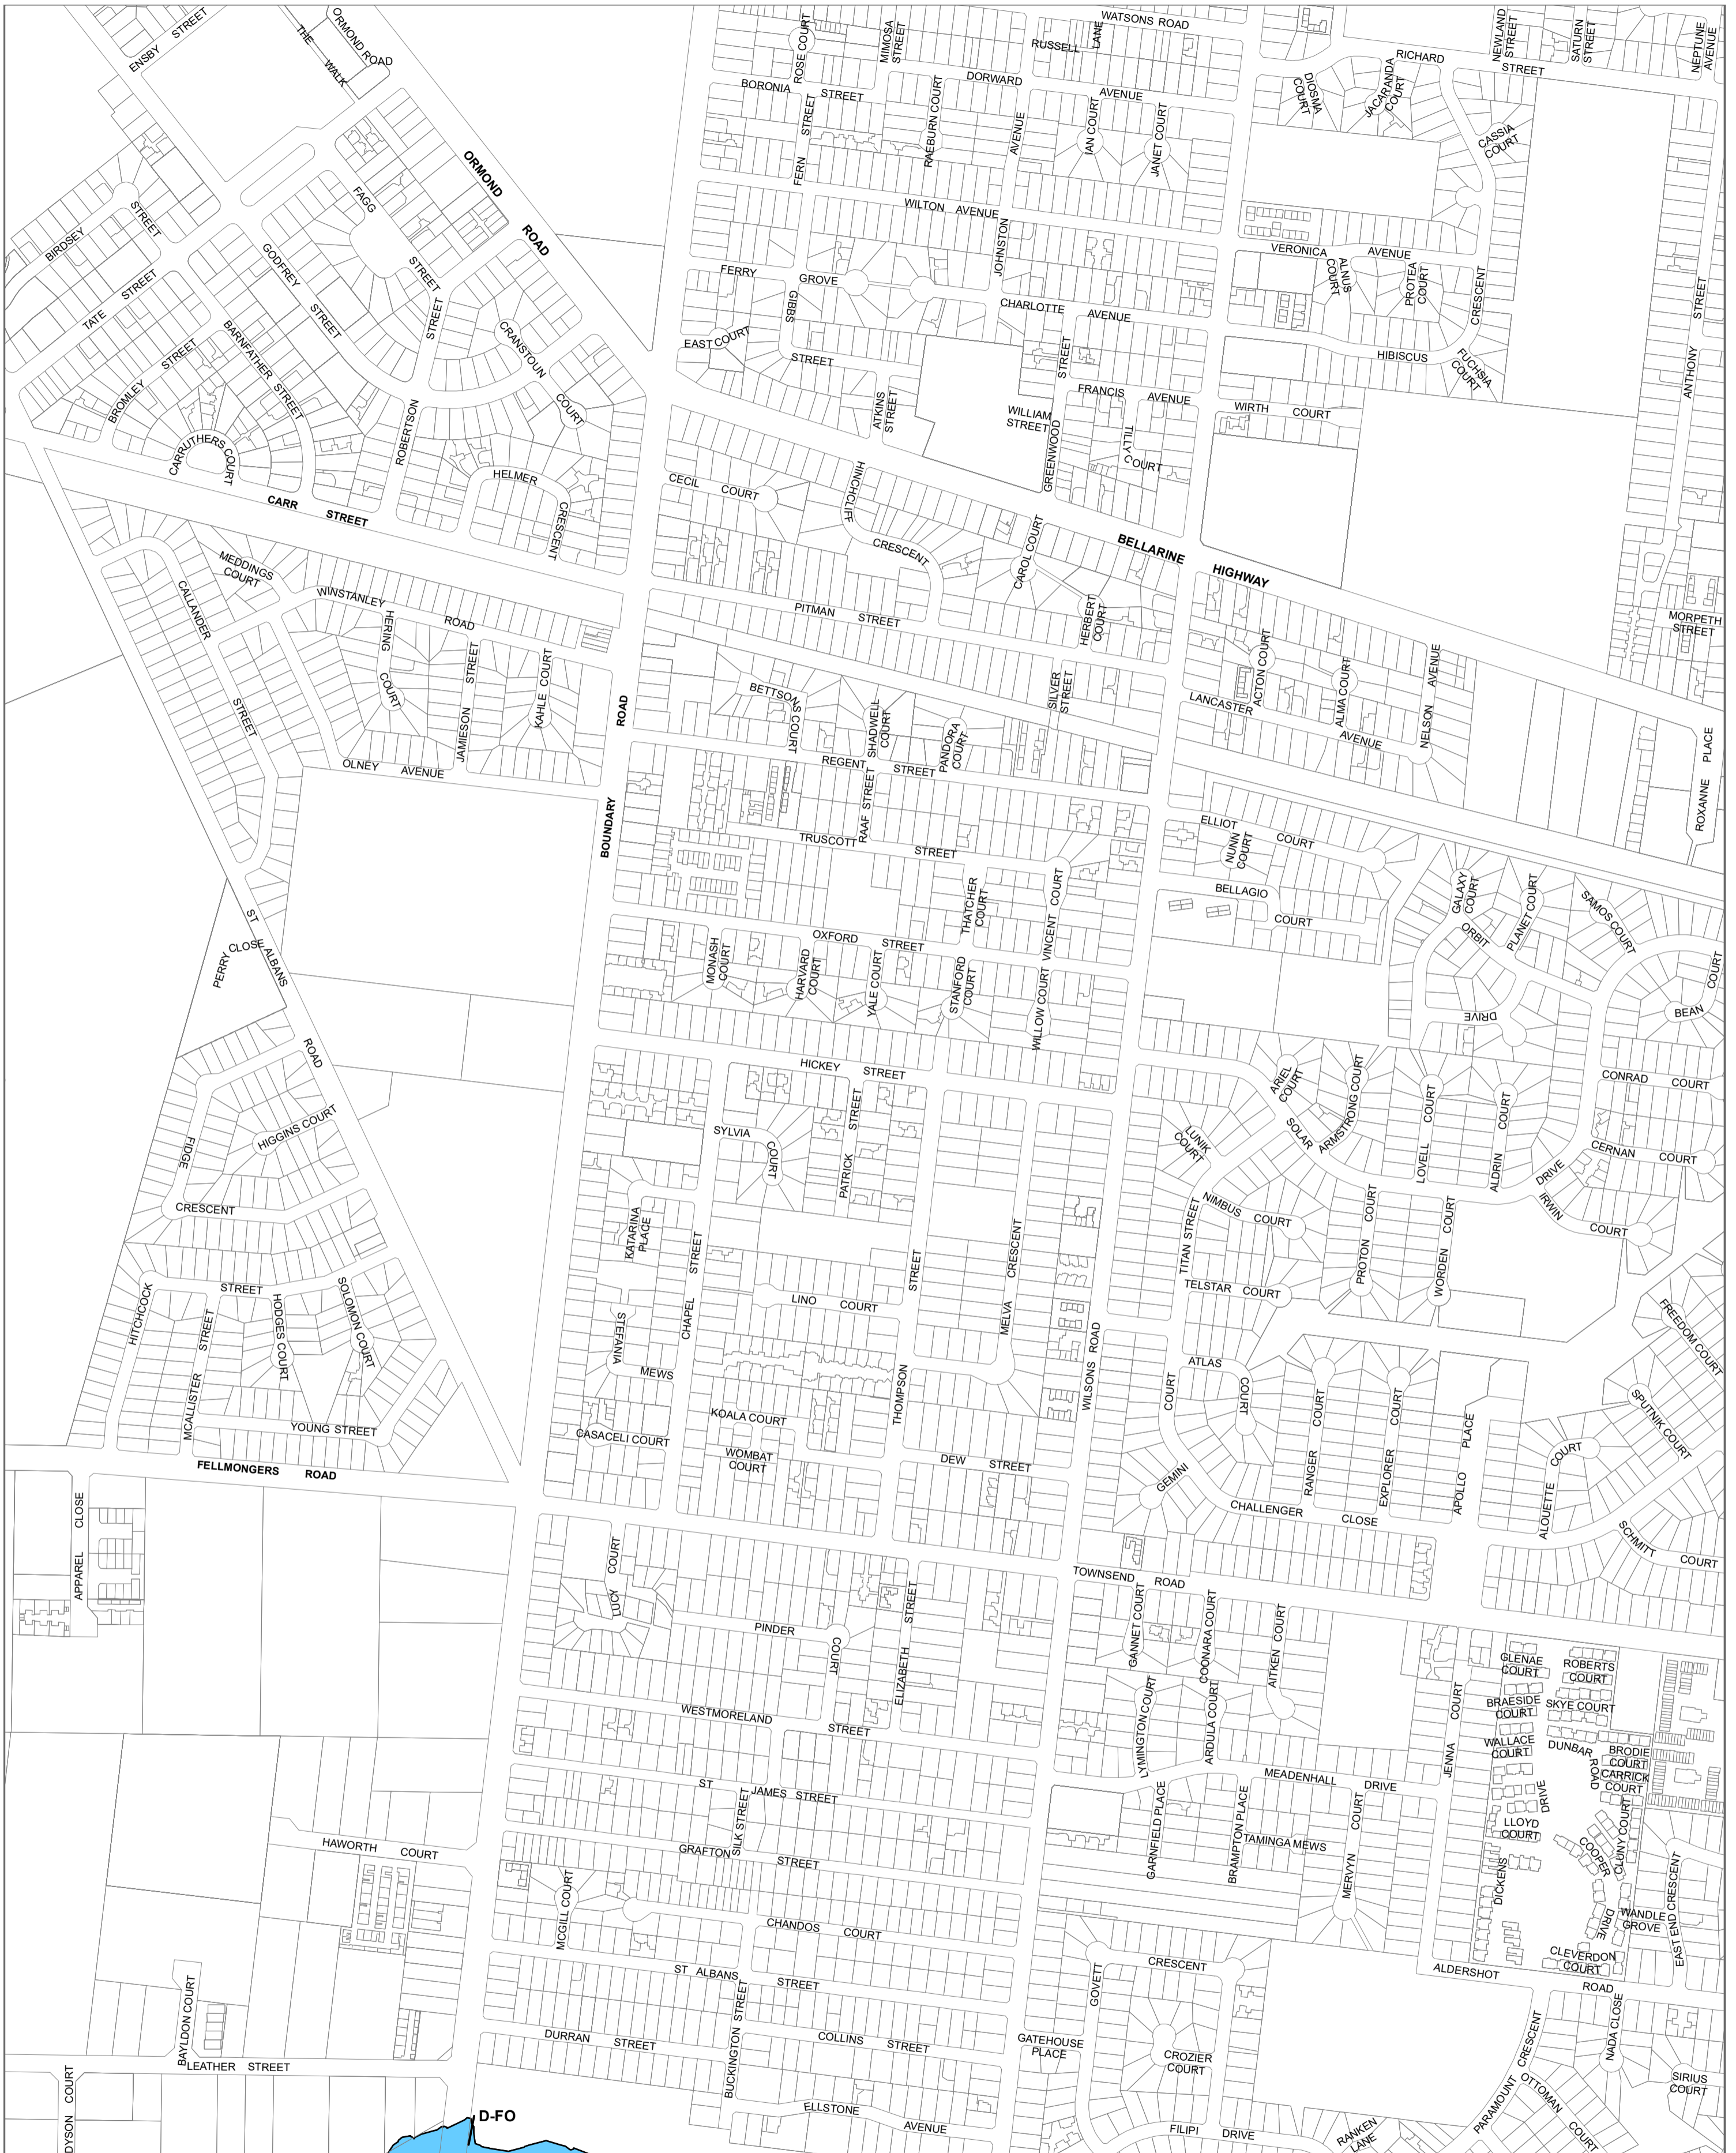 ENSBY STREET
THE WALK
ORMOND ROAD
ROSE COURT
MIMOSA STREET
RUSSELL LANE
WATSONS ROAD
RICHARD STREET
NEWLAND STREET
SATURN STREET
NEPTUNE AVENUE
BORONIA STREET
DORWARD AVENUE
DIOSMA COURT
JACARANDA COURT
CASSIA COURT
FERN STREET
RAEBURN COURT
AVENUE
IAN COURT
JANET COURT
ORMOND ROAD
FAGG STREET
BIRDSEY STREET
WILTON AVENUE
JOHNSTON
VERONICA AVENUE
ALNUS COURT
PROTEA COURT
CRESCENT
STREET
GODFREY STREET
TATE STREET
FERRY GROVE
GIBBS STREET
CHARLOTTE AVENUE
BARNFATHER STREET
STREET
CRANSTOUN COURT
EAST COURT
STREET
HIBISCUS
FUCHSIA COURT
ANTHONY
BROMLEY STREET
CARRUTHERS COURT
ROBERTSON
ATKINS STREET
WILLIAM STREET
GREENWOOD
FRANCIS AVENUE
TILLY COURT
WIRTH COURT
HELMER CRESCENT
CARR STREET
CECIL COURT
HINCHCLIFF CRESCENT
CAROL COURT
BELLARINE HIGHWAY
MEDDINGS COURT
CALLANDER STREET
WINSTANLEY ROAD
HERING COURT
JAMIESON STREET
KAHLE COURT
PITMAN STREET
HERBERT COURT
MORPETH STREET
ACTON COURT
ALMA COURT
NELSON AVENUE
LANCASTER AVENUE
SILVER STREET
BETTSONS COURT
SHADWELL COURT
PANDORA COURT
OLNEY AVENUE
BOUNDARY ROAD
REGENT STREET
RAAF STREET
ROXANNE PLACE
TRUSCOTT STREET
ELLIOT COURT
NUNN COURT
THATCHER COURT
VINCENT COURT
BELLAGIO COURT
GALAXY COURT
PLANET COURT
SAMOS COURT
ORBIT DRIVE
ST ALBANS ROAD
PERRY CLOSE
OXFORD STREET
MONASH COURT
HARVARD COURT
YALE COURT
STANFORD COURT
WILLOW COURT
BEAN COURT
HICKEY STREET
CONRAD COURT
ARIEL COURT
ARMSTRONG COURT
LOVELL COURT
ALDRIN COURT
SOLAR DRIVE
LUNIK COURT
CERNAN COURT
IRWIN COURT
HIGGINS COURT
FIDGE CRESCENT
SYLVIA COURT
PATRICK STREET
KATARINA PLACE
CHAPEL STREET
NIMBUS COURT
TITAN STREET
PROTON COURT
WORDEN COURT
TELSTAR COURT
HITCHCOCK STREET
HODGES COURT
SOLOMON COURT
MCALLISTER STREET
YOUNG STREET
STEFANIA MEWS
LINO COURT
THOMPSON STREET
MELVA CRESCENT
WILSONS ROAD
FREEDOM COURT
SPUTNIK COURT
ATLAS COURT
COURT
RANGER COURT
EXPLORER COURT
APOLLO PLACE
ALOUETTE COURT
SCHMITT COURT
FELLMONGERS ROAD
KOALA COURT
CASACELI COURT
WOMBAT COURT
DEW STREET
GEMINI
CHALLENGER CLOSE
APPAREL CLOSE
LUCY COURT
TOWNSEND ROAD
PINDER COURT
ELIZABETH STREET
GANNET COURT
COONARA COURT
AITKEN COURT
GLENAE COURT
ROBERTS COURT
BRAESIDE COURT
SKYE COURT
WALLACE COURT
DUNBAR ROAD
BRODIE COURT
CARRICK COURT
JENNA COURT
WESTMORELAND STREET
LYMINGTON COURT
ARDULA COURT
MEADENHALL DRIVE
ST JAMES STREET
SILK STREET
GARNFIELD PLACE
BRAMPTON PLACE
TAMINGA MEWS
MERVYN COURT
LLOYD COURT
COOPER DRIVE
CLUNY COURT
DICKENS DRIVE
HAWORTH COURT
GRAFTON STREET
MCGILL COURT
CHANDOS COURT
WANDLE GROVE
EAST END CRESCENT
CLEVERDON COURT
ALDERSHOT ROAD
ST ALBANS STREET
GOVETT CRESCENT
BAYLDON COURT
LEATHER STREET
DYSON COURT
DURRAN STREET
BUCKINGTON STREET
COLLINS STREET
GATEHOUSE PLACE
CROZIER COURT
NADA CLOSE
SIRIUS COURT
PARAMOUNT CRESCENT
OTTOMAN COURT
ELLSTONE AVENUE
FILIPI DRIVE
RANKEN LANE
D-FO